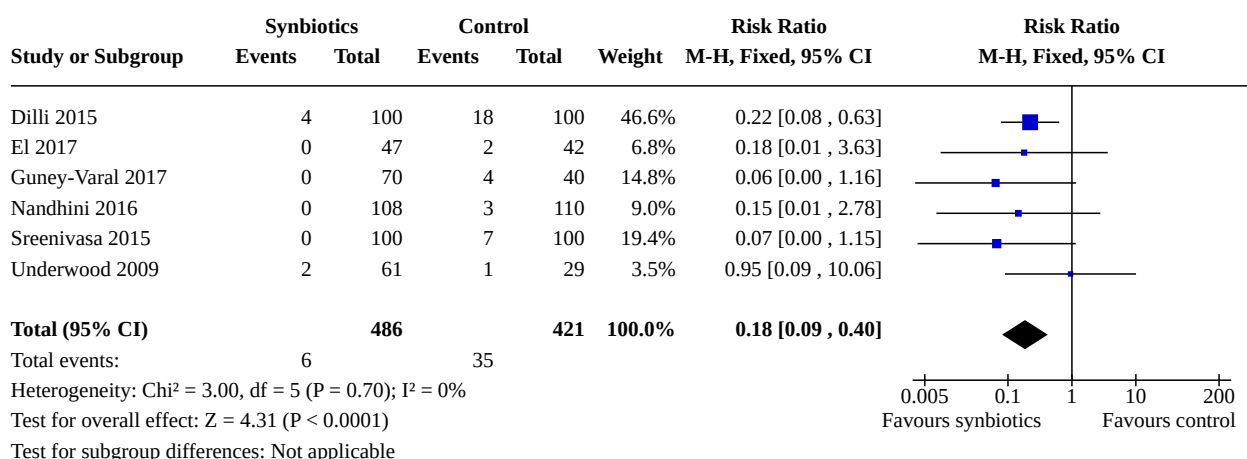 Synbiotics Control Risk Ratio Risk Ratio
Study or Subgroup Events Total Events Total Weight M-H, Fixed, 95% CI M-H, Fixed, 95% CI
Dilli 2015 4 100 18 100 46.6% 0.22 [0.08 , 0.63]
El 2017 0 47 2 42 6.8% 0.18 [0.01 , 3.63]
Guney-Varal 2017 0 70 4 40 14.8% 0.06 [0.00 , 1.16]
Nandhini 2016 0 108 3 110 9.0% 0.15 [0.01 , 2.78]
Sreenivasa 2015 0 100 7 100 19.4% 0.07 [0.00 , 1.15]
Underwood 2009 2 61 1 29 3.5% 0.95 [0.09 , 10.06]
Total (95% CI) 486 421 100.0% 0.18 [0.09 , 0.40]
Total events: 6 35
Heterogeneity: Chi² = 3.00, df = 5 (P = 0.70); I² = 0% 0.005 0.1 1 10 200
Test for overall effect: Z = 4.31 (P < 0.0001) Favours synbiotics Favours control
Test for subgroup differences: Not applicable